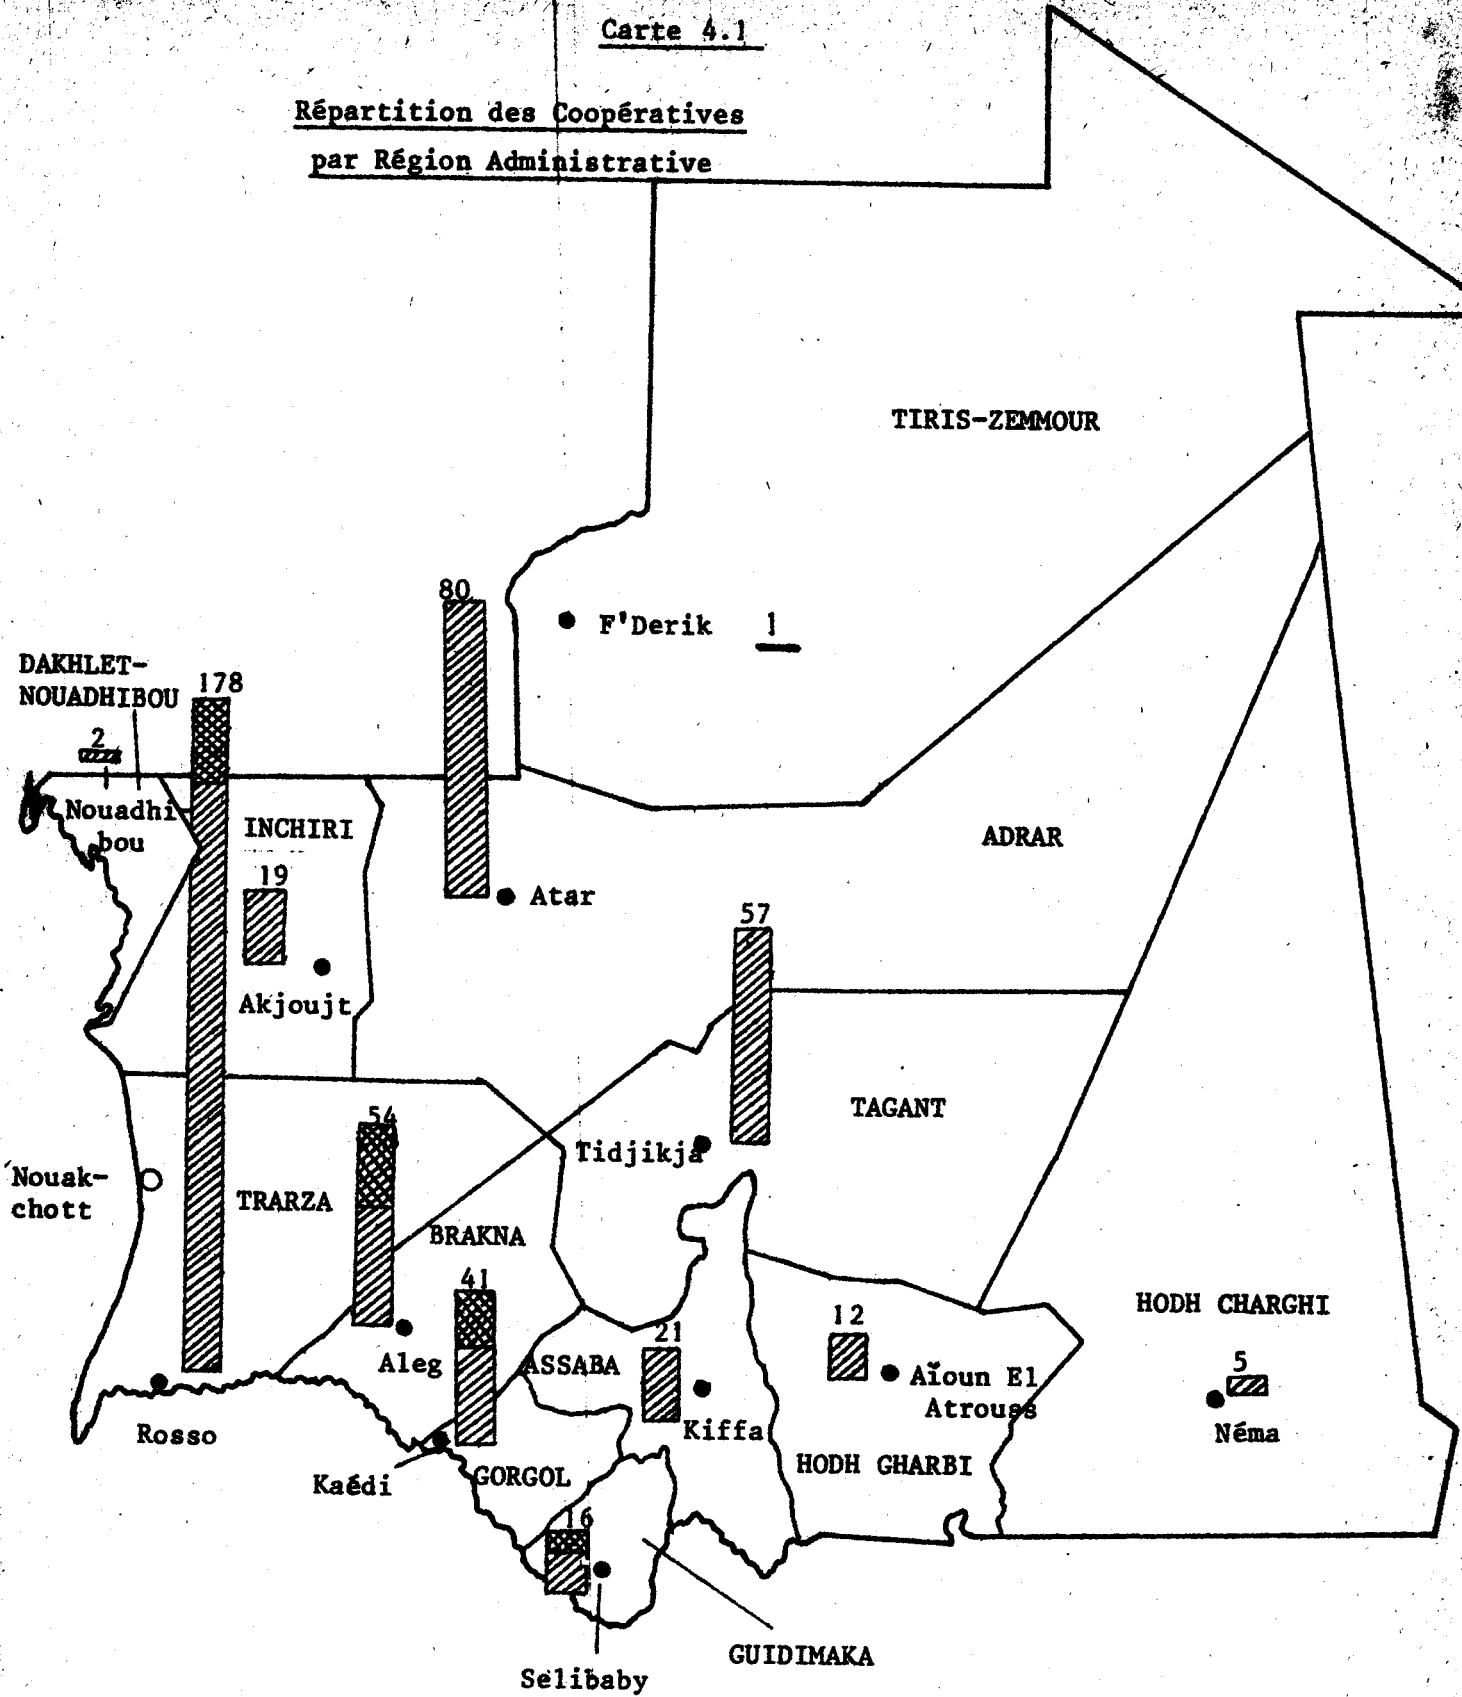 Carte 4.1
Répartition des Coopératives
par Région Administrative
TIRIS-ZEMMOUR
80
F'Derik
1
DAKHLET-
NOUADHIBOU
178
2
Nouadhi
bou
INCHIRI
ADRAR
19
Atar
57
Akjoujt
TAGANT
54
Tidjikja
Nouak-
chott
TRARZA
BRAKNA
41
HODH CHARGHI
12
21
Aleg
ASSABA
5
Aĭoun El
Atrouss
Rosso
Kiffa
Néma
Kaédi
GORGOL
HODH GHARBI
16
GUIDIMAKA
Selibaby